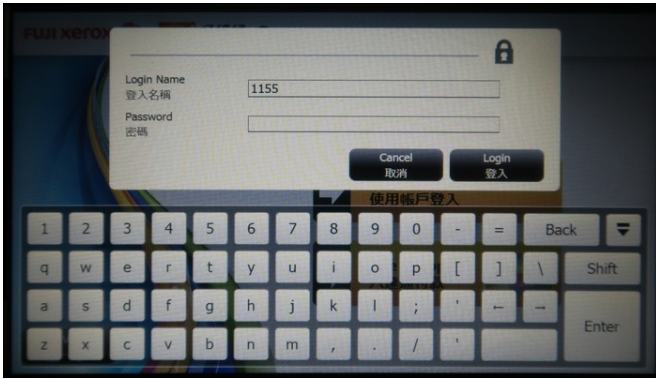 FUJI XEROX
Login Name
登入名稱
1155
Password
密碼
Cancel
取消
Login
登入
使用帳戶登入
1 2 3 4 5 6 7 8 9 0 - = Back
q w e r t y u i o p [ ] \ Shift
a s d f g h j k l ; ' ← →
Enter
z x c v b n m , . / '